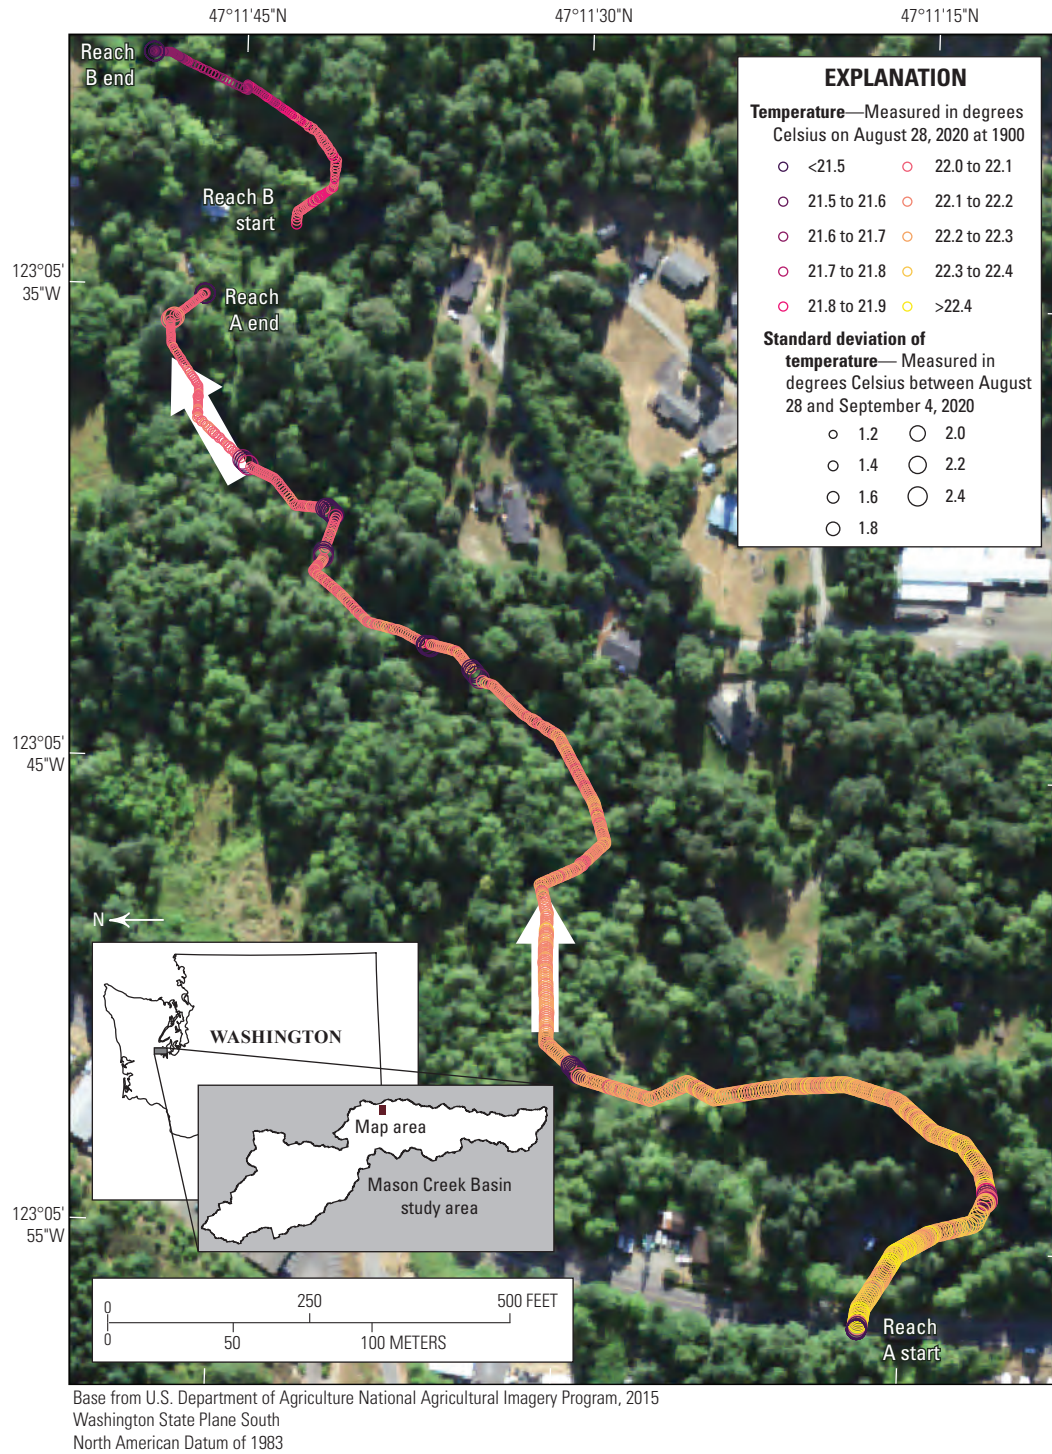 47°11'45"N
47°11'30"N
47°11'15"N
Reach
B end
Reach B
start
Reach
A end
123°05'
35"W
123°05'
45"W
123°05'
55"W
EXPLANATION
Temperature—Measured in degrees
Celsius on August 28, 2020 at 1900
<21.5
21.5 to 21.6
21.6 to 21.7
21.7 to 21.8
21.8 to 21.9
22.0 to 22.1
22.1 to 22.2
22.2 to 22.3
22.3 to 22.4
>22.4
Standard deviation of
temperature— Measured in
degrees Celsius between August
28 and September 4, 2020
1.2
1.4
1.6
1.8
2.0
2.2
2.4
N
WASHINGTON
Map area
Mason Creek Basin
study area
0 250 500 FEET
0 50 100 METERS
Reach
A start
Base from U.S. Department of Agriculture National Agricultural Imagery Program, 2015
Washington State Plane South
North American Datum of 1983